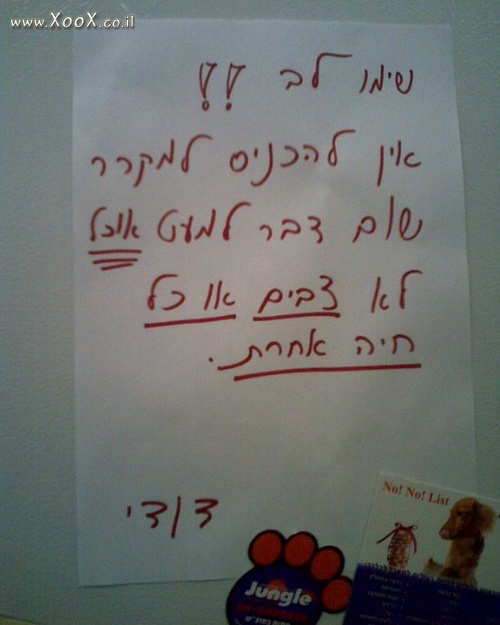 www.XooX.co.il
שימו לב !!
אין להכניס למקרר
שום דבר למעט אוכל
לא צבים או כל
חיה אחרת.
דודי
No! No! List
Jungle